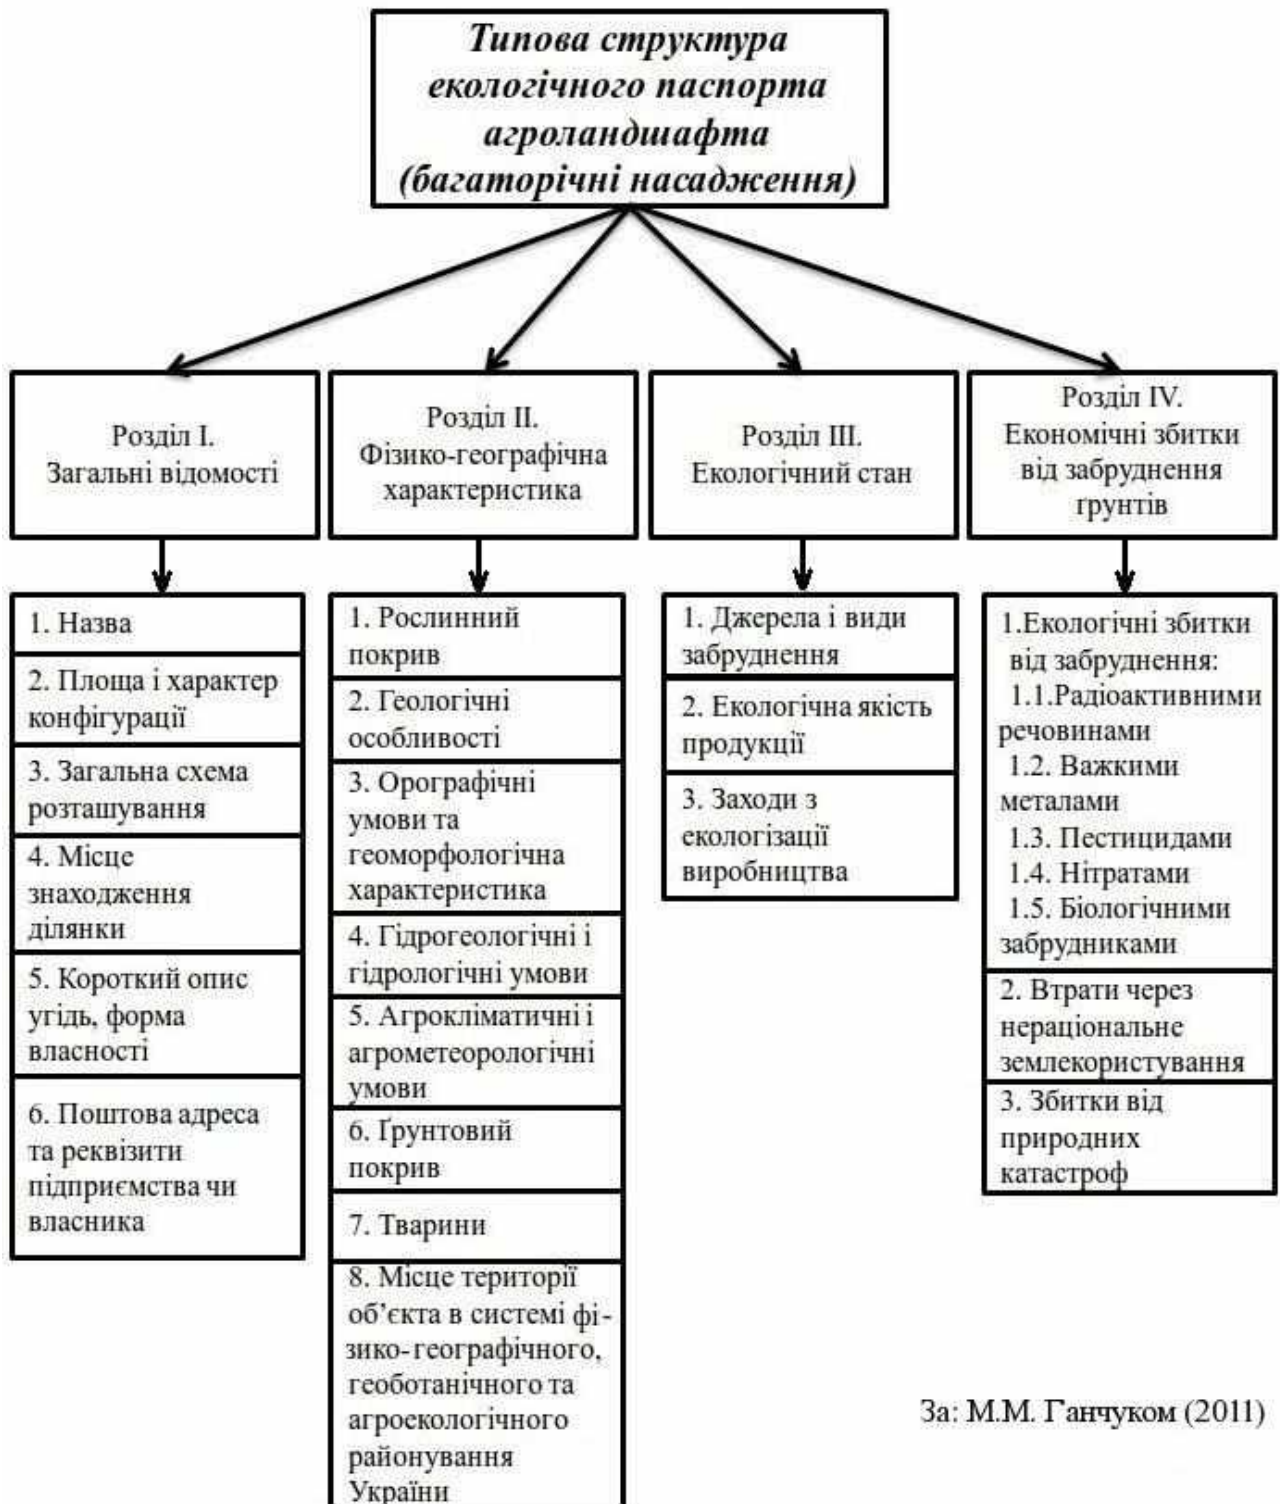 Типова структура
екологічного паспорта
агроландшафта
(багаторічні насадження)
Розділ I.
Загальні відомості
Розділ II.
Фізико-географічна
характеристика
Розділ III.
Екологічний стан
Розділ IV.
Економічні збитки
від забруднення
ґрунтів
1. Назва
2. Площа і характер
конфігурації
3. Загальна схема
розташування
4. Місце
знаходження
ділянки
5. Короткий опис
угідь, форма
власності
6. Поштова адреса
та реквізити
підприємства чи
власника
1. Рослинний
покрив
2. Геологічні
особливості
3. Орографічні
умови та
геоморфологічна
характеристика
4. Гідрогеологічні і
гідрологічні умови
5. Агрокліматичні і
агрометеорологічні
умови
6. Ґрунтовий
покрив
7. Тварини
8. Місце території
об’єкта в системі фі-
зико-географічного,
геоботанічного та
агроекологічного
районування
України
1. Джерела і види
забруднення
2. Екологічна якість
продукції
3. Заходи з
екологізації
виробництва
1.Екологічні збитки
від забруднення:
1.1.Радіоактивними
речовинами
1.2. Важкими
металами
1.3. Пестицидами
1.4. Нітратами
1.5. Біологічними
забрудниками
2. Втрати через
нераціональне
землекористування
3. Збитки від
природних
катастроф
За: М.М. Ганчуком (2011)